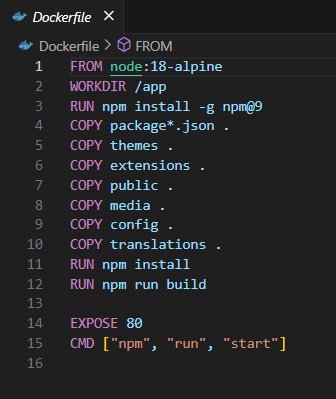 Dockerfile ×
Dockerfile > FROM
1 FROM node:18-alpine
2 WORKDIR /app
3 RUN npm install -g npm@9
4 COPY package*.json .
5 COPY themes .
6 COPY extensions .
7 COPY public .
8 COPY media .
9 COPY config .
10 COPY translations .
11 RUN npm install
12 RUN npm run build
13
14 EXPOSE 80
15 CMD ["npm", "run", "start"]
16